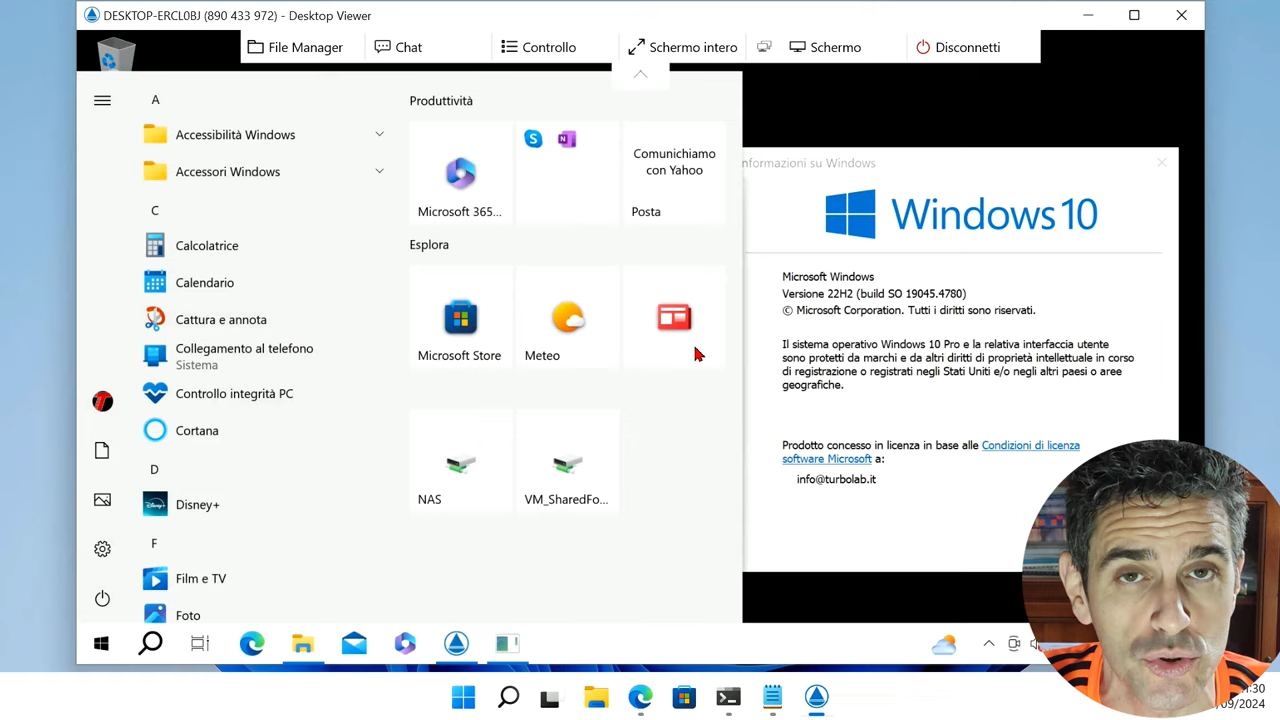 DESKTOP-ERCL0BJ (890 433 972) - Desktop Viewer
File Manager
Chat
Controllo
Schermo intero
Schermo
Disconnetti
A
Accessibilità Windows
Accessori Windows
C
Calcolatrice
Calendario
Cattura e annota
Collegamento al telefono
Sistema
Controllo integrità PC
Cortana
D
Disney+
F
Film e TV
Foto
Produttività
Microsoft 365...
Comunichiamo
con Yahoo
Posta
Esplora
Microsoft Store
Meteo
NAS
VM_SharedFo...
nformazioni su Windows
Windows 10
Microsoft Windows
Versione 22H2 (build SO 19045.4780)
© Microsoft Corporation. Tutti i diritti sono riservati.
Il sistema operativo Windows 10 Pro e la relativa interfaccia utente
sono protetti da marchi e da altri diritti di proprietà intellettuale in corso
di registrazione o registrati negli Stati Uniti e/o negli altri paesi o aree
geografiche.
Prodotto concesso in licenza in base alle Condizioni di licenza
software Microsoft a:
info@turbolab.it
:30
/09/2024